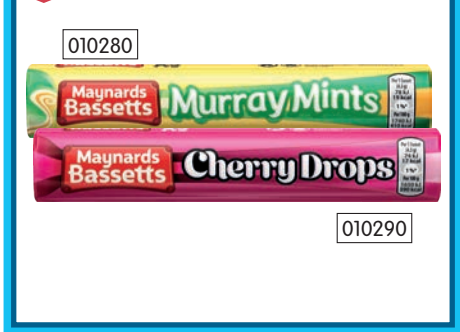 010280
Maynards
Bassetts
Murray Mints
Maynards
Bassetts
Cherry Drops
010290